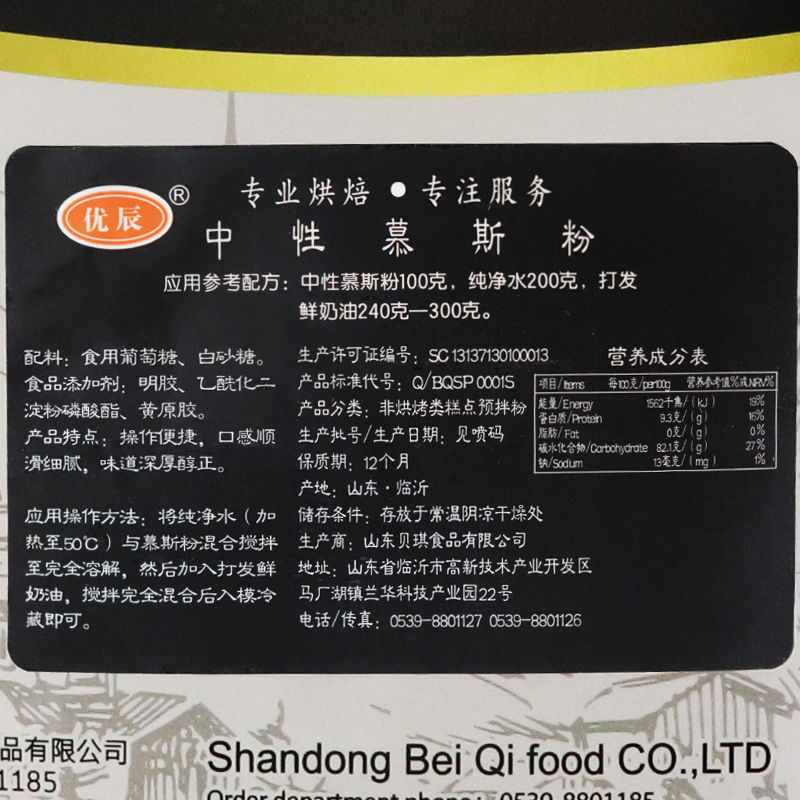 优辰
®
专业烘焙 • 专注服务
中性慕斯粉
应用参考配方：中性慕斯粉100克，纯净水200克，打发
鲜奶油240克—300克。
配料：食用葡萄糖、白砂糖。
食品添加剂：明胶、乙酰化二
淀粉磷酸酯、黄原胶。
产品特点：操作便捷，口感顺
滑细腻，味道深厚醇正。
应用操作方法：将纯净水（加
热至50℃）与慕斯粉混合搅拌
至完全溶解，然后加入打发鲜
奶油，搅拌完全混合后入模冷
藏即可。
生产许可证编号：SC13137130100013
产品标准代号：Q/BQSP 0001S
产品分类：非烘烤类糕点预拌粉
生产批号/生产日期：见喷码
保质期：12个月
产地：山东·临沂
储存条件：存放于常温阴凉干燥处
生产商：山东贝琪食品有限公司
地址：山东省临沂市高新技术产业开发区
马厂湖镇兰华科技产业园22号
电话/传真：0539-8801127 0539-8801126
营养成分表
项目/Items 每100克/per100g 营养参考值%或NRV%
能量/Energy 1562千焦/(kJ) 19%
蛋白质/Protein 9.3克/(g) 16%
脂肪/Fat 0克/(g) 0%
碳水化合物/Carbohydrate 82.1克/(g) 27%
钠/Sodium 13毫克/(mg) 1%
品有限公司
1185
Shandong Bei Qi food CO.,LTD
Order department phone: 0539-8801185